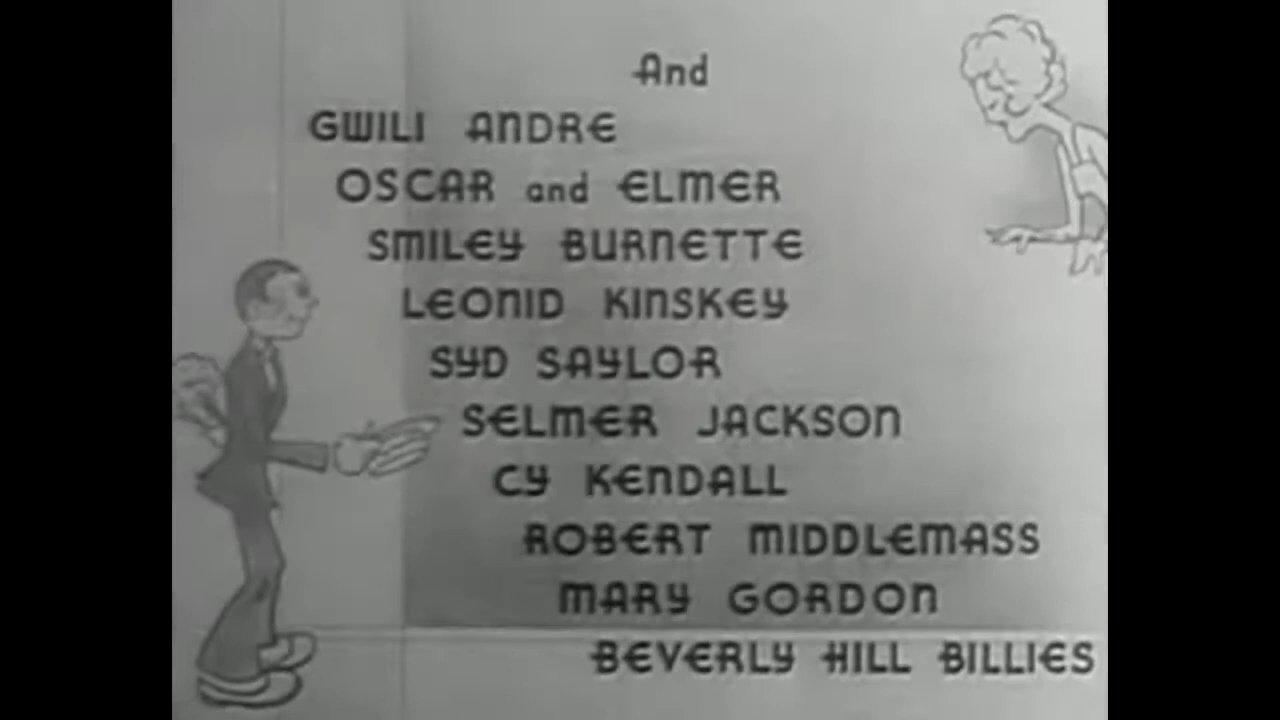 And
GWILI ANDRE
OSCAR and ELMER
SMILEY BURNETTE
LEONID KINSKEY
SYD SAYLOR
SELMER JACKSON
CY KENDALL
ROBERT MIDDLEMASS
MARY GORDON
BEVERLY HILL BILLIES